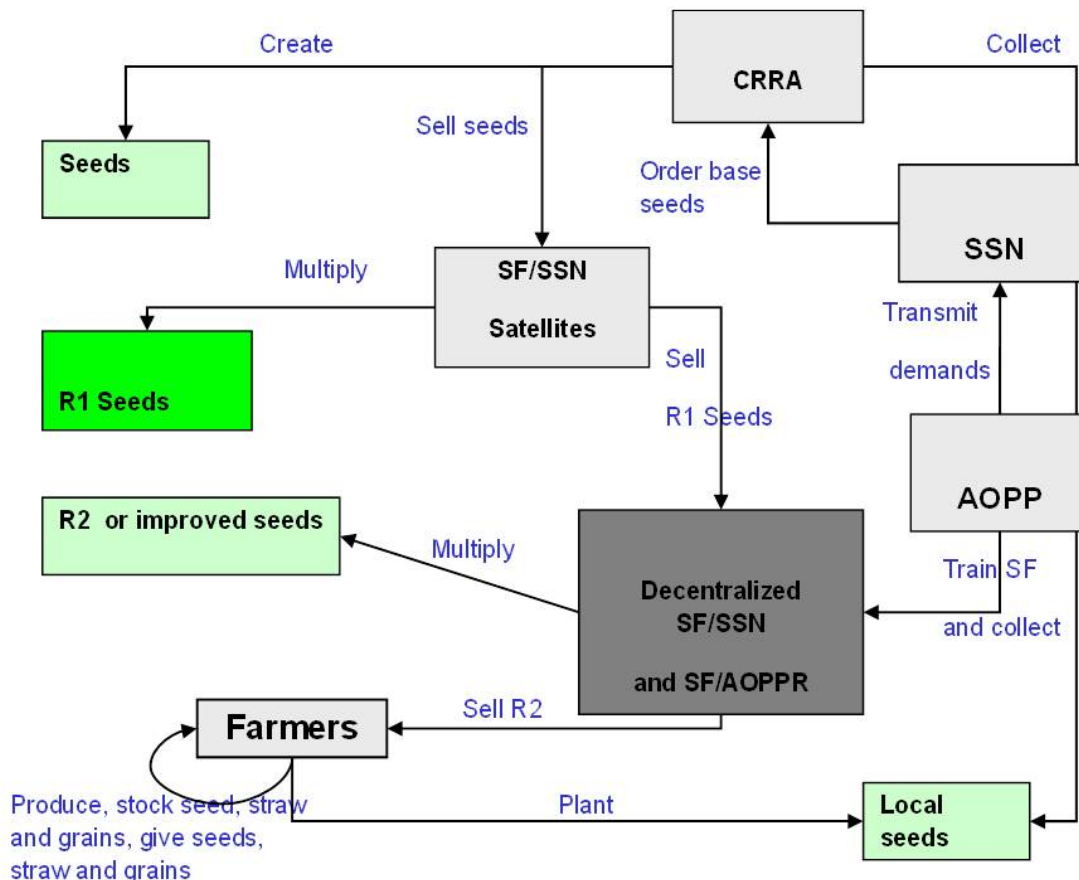 Create
Collect
CRRA
Sell seeds
Seeds
Order base
seeds
SSN
Multiply
SF/SSN
Satellites
Transmit
demands
Sell
R1 Seeds
R1 Seeds
AOPP
R2 or improved seeds
Multiply
Train SF
and collect
Decentralized
SF/SSN
and SF/AOPPR
Sell R2
Farmers
Produce, stock seed, straw
and grains, give seeds,
straw and grains
Plant
Local
seeds